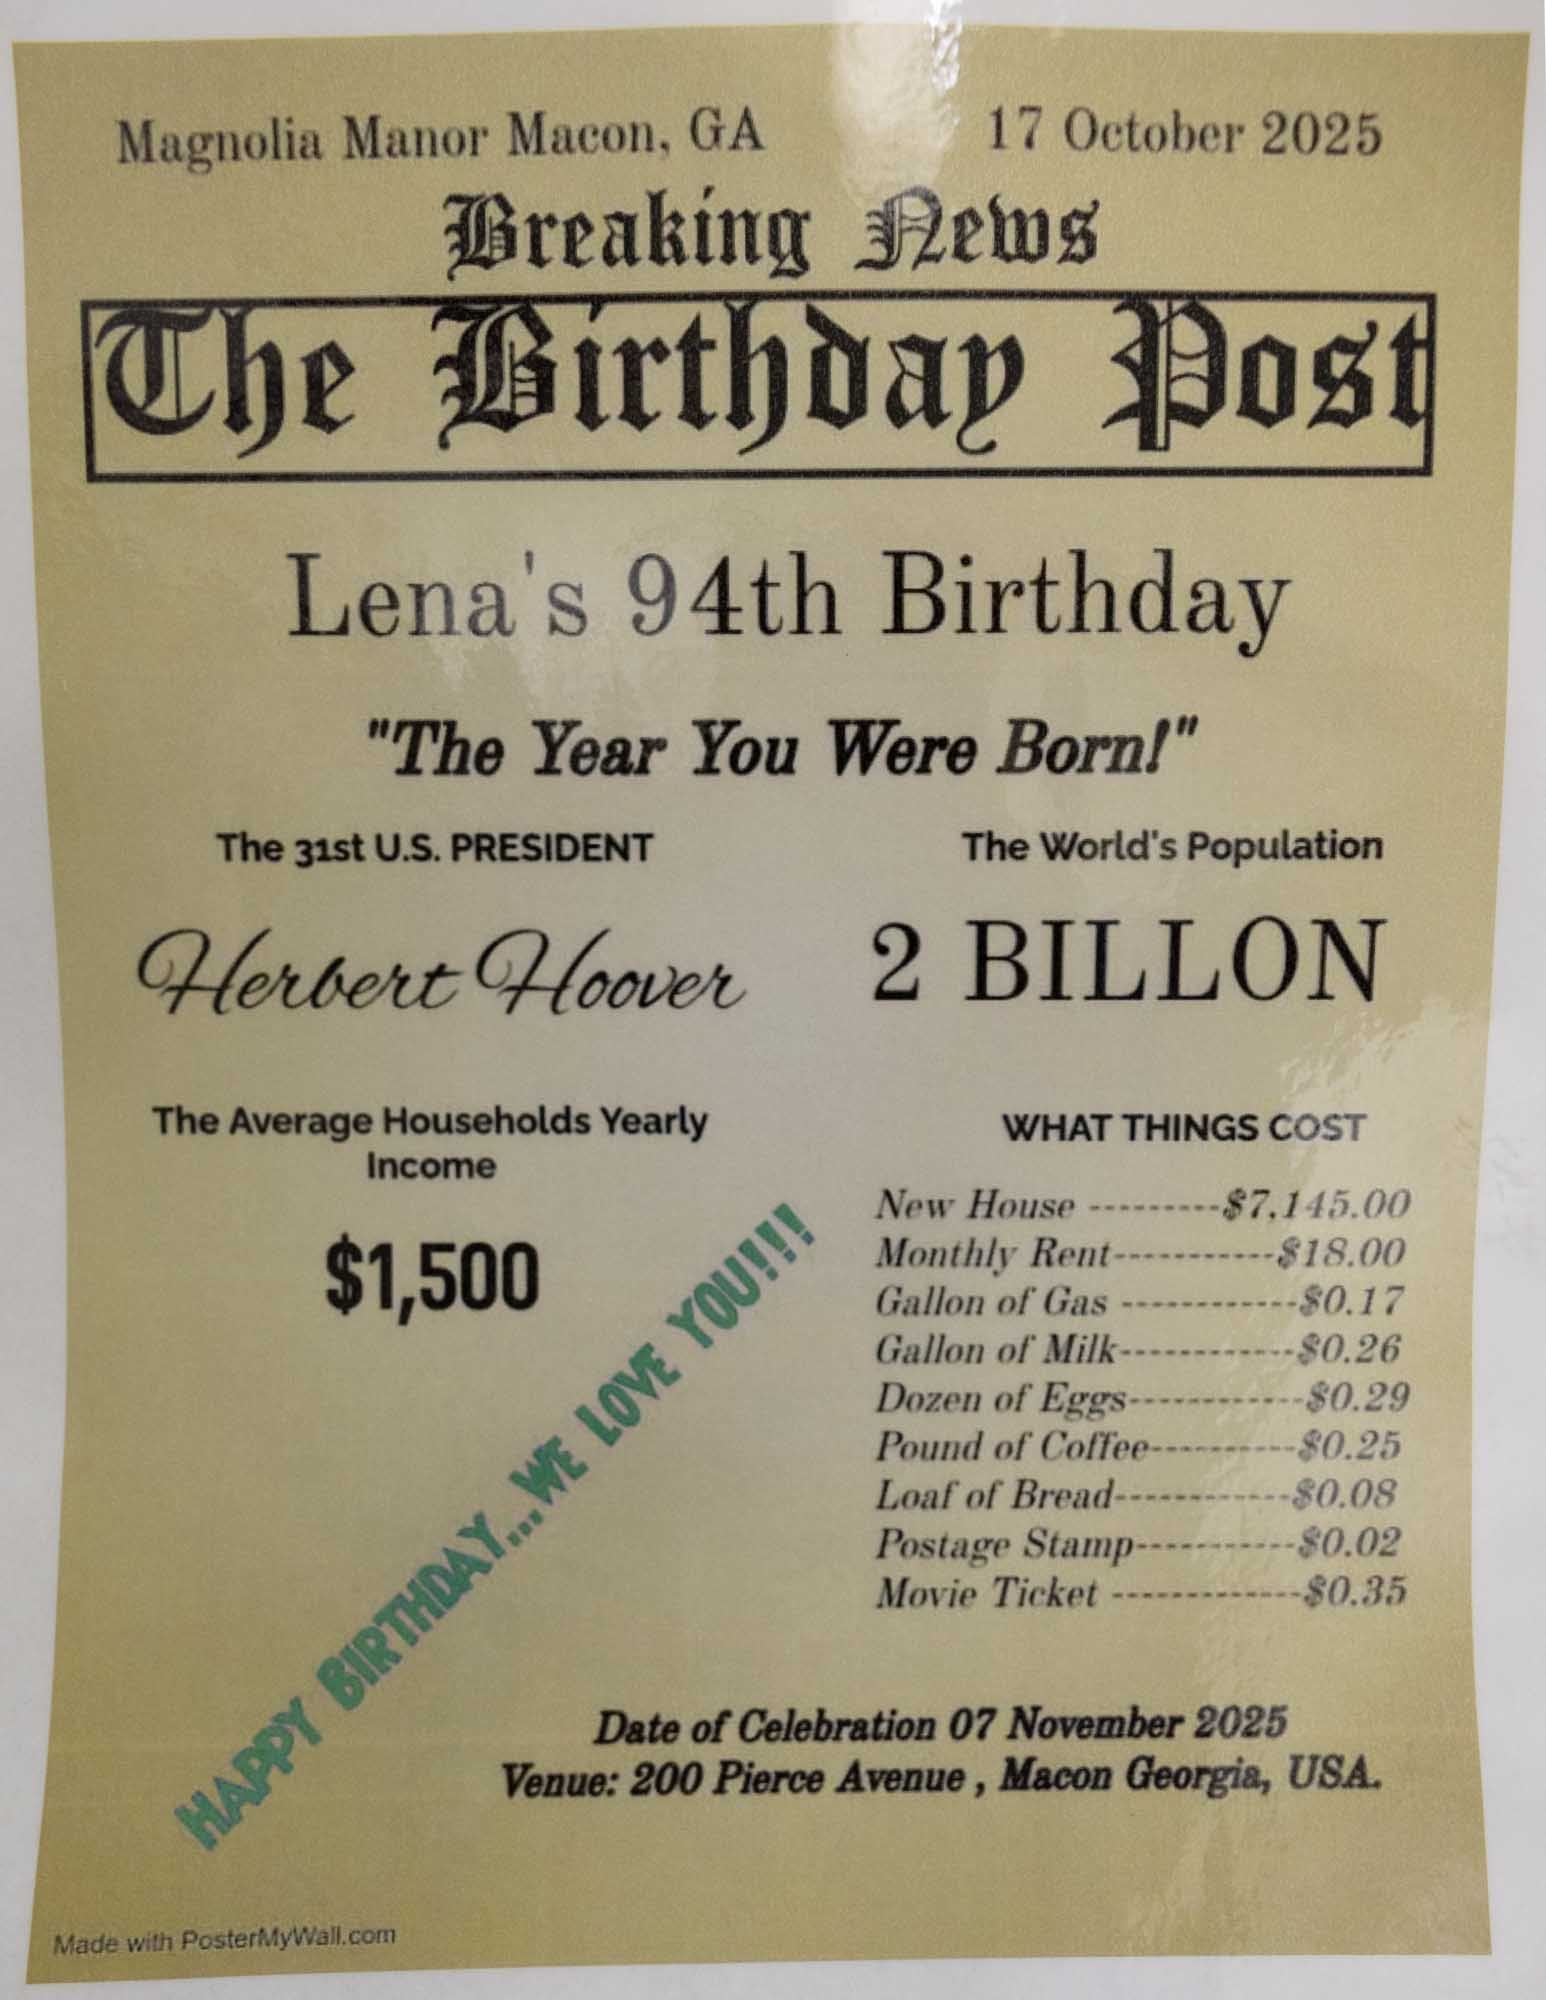 Magnolia Manor Macon, GA
17 October 2025
Breaking News
The Birthday Post
Lena's 94th Birthday
"The Year You Were Born!"
The 31st U.S. PRESIDENT
Herbert Hoover
The World's Population
2 BILLON
The Average Households Yearly
Income
$1,500
WHAT THINGS COST
New House ---------$7,145.00
Monthly Rent-----------$18.00
Gallon of Gas ------------$0.17
Gallon of Milk------------$0.26
Dozen of Eggs------------$0.29
Pound of Coffee----------$0.25
Loaf of Bread------------$0.08
Postage Stamp-----------$0.02
Movie Ticket -------------$0.35
HAPPY BIRTHDAY...WE LOVE YOU!!!
Date of Celebration 07 November 2025
Venue: 200 Pierce Avenue , Macon Georgia, USA.
Made with PosterMyWall.com